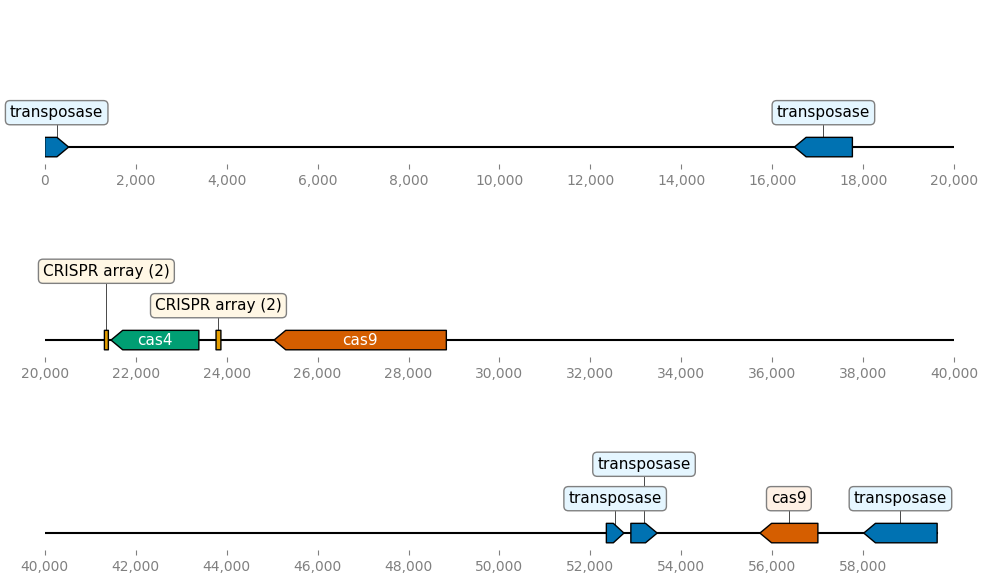 transposase transposase
0 2,000 4,000 6,000 8,000 10,000 12,000 14,000 16,000 18,000 20,000
CRISPR array (2)
CRISPR array (2)
cas4 cas9
20,000 22,000 24,000 26,000 28,000 30,000 32,000 34,000 36,000 38,000 40,000
transposase
transposase cas9 transposase
40,000 42,000 44,000 46,000 48,000 50,000 52,000 54,000 56,000 58,000